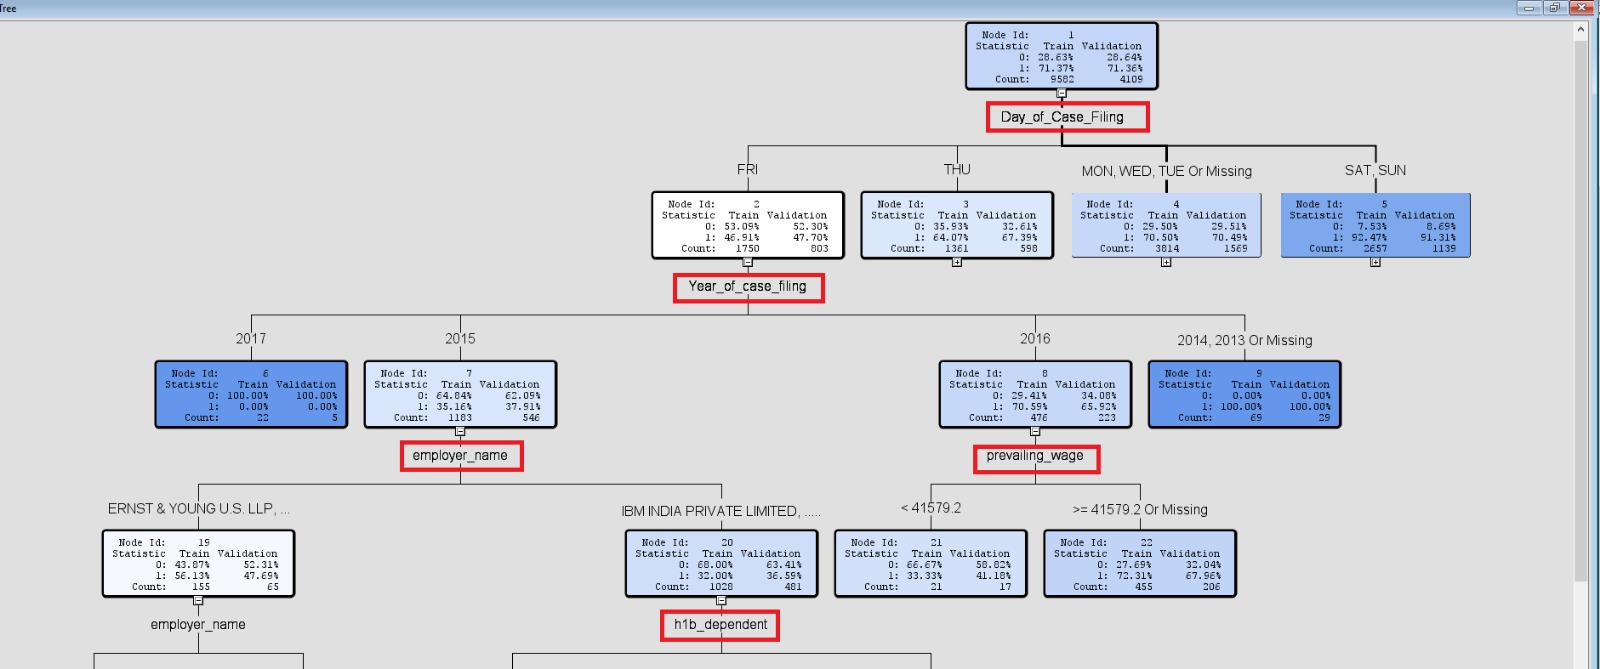 Tree
Node Id: 1
Statistic Train Validation
0: 28.63% 28.64%
1: 71.37% 71.36%
Count: 9582 4109
Day_of_Case_Filing
FRI THU MON, WED, TUE Or Missing SAT, SUN
Node Id: 2
Statistic Train Validation
0: 53.09% 52.30%
1: 46.91% 47.70%
Count: 1750 803
Node Id: 3
Statistic Train Validation
0: 35.93% 32.61%
1: 64.07% 67.39%
Count: 1361 598
Node Id: 4
Statistic Train Validation
0: 29.50% 29.51%
1: 70.50% 70.49%
Count: 3814 1569
Node Id: 5
Statistic Train Validation
0: 7.53% 8.69%
1: 92.47% 91.31%
Count: 2657 1139
Year_of_case_filing
2017 2015 2016 2014, 2013 Or Missing
Node Id: 6
Statistic Train Validation
0: 100.00% 100.00%
1: 0.00% 0.00%
Count: 22 5
Node Id: 7
Statistic Train Validation
0: 64.84% 62.09%
1: 35.16% 37.91%
Count: 1183 546
Node Id: 8
Statistic Train Validation
0: 29.41% 34.08%
1: 70.59% 65.92%
Count: 476 223
Node Id: 9
Statistic Train Validation
0: 0.00% 0.00%
1: 100.00% 100.00%
Count: 69 29
employer_name prevailing_wage
ERNST & YOUNG U.S. LLP, ... IBM INDIA PRIVATE LIMITED, ..... < 41579.2 >= 41579.2 Or Missing
Node Id: 19
Statistic Train Validation
0: 43.87% 52.31%
1: 56.13% 47.69%
Count: 155 65
Node Id: 20
Statistic Train Validation
0: 68.00% 63.41%
1: 32.00% 36.59%
Count: 1028 481
Node Id: 21
Statistic Train Validation
0: 66.67% 58.82%
1: 33.33% 41.18%
Count: 21 17
Node Id: 22
Statistic Train Validation
0: 27.69% 32.04%
1: 72.31% 67.96%
Count: 455 206
employer_name h1b_dependent